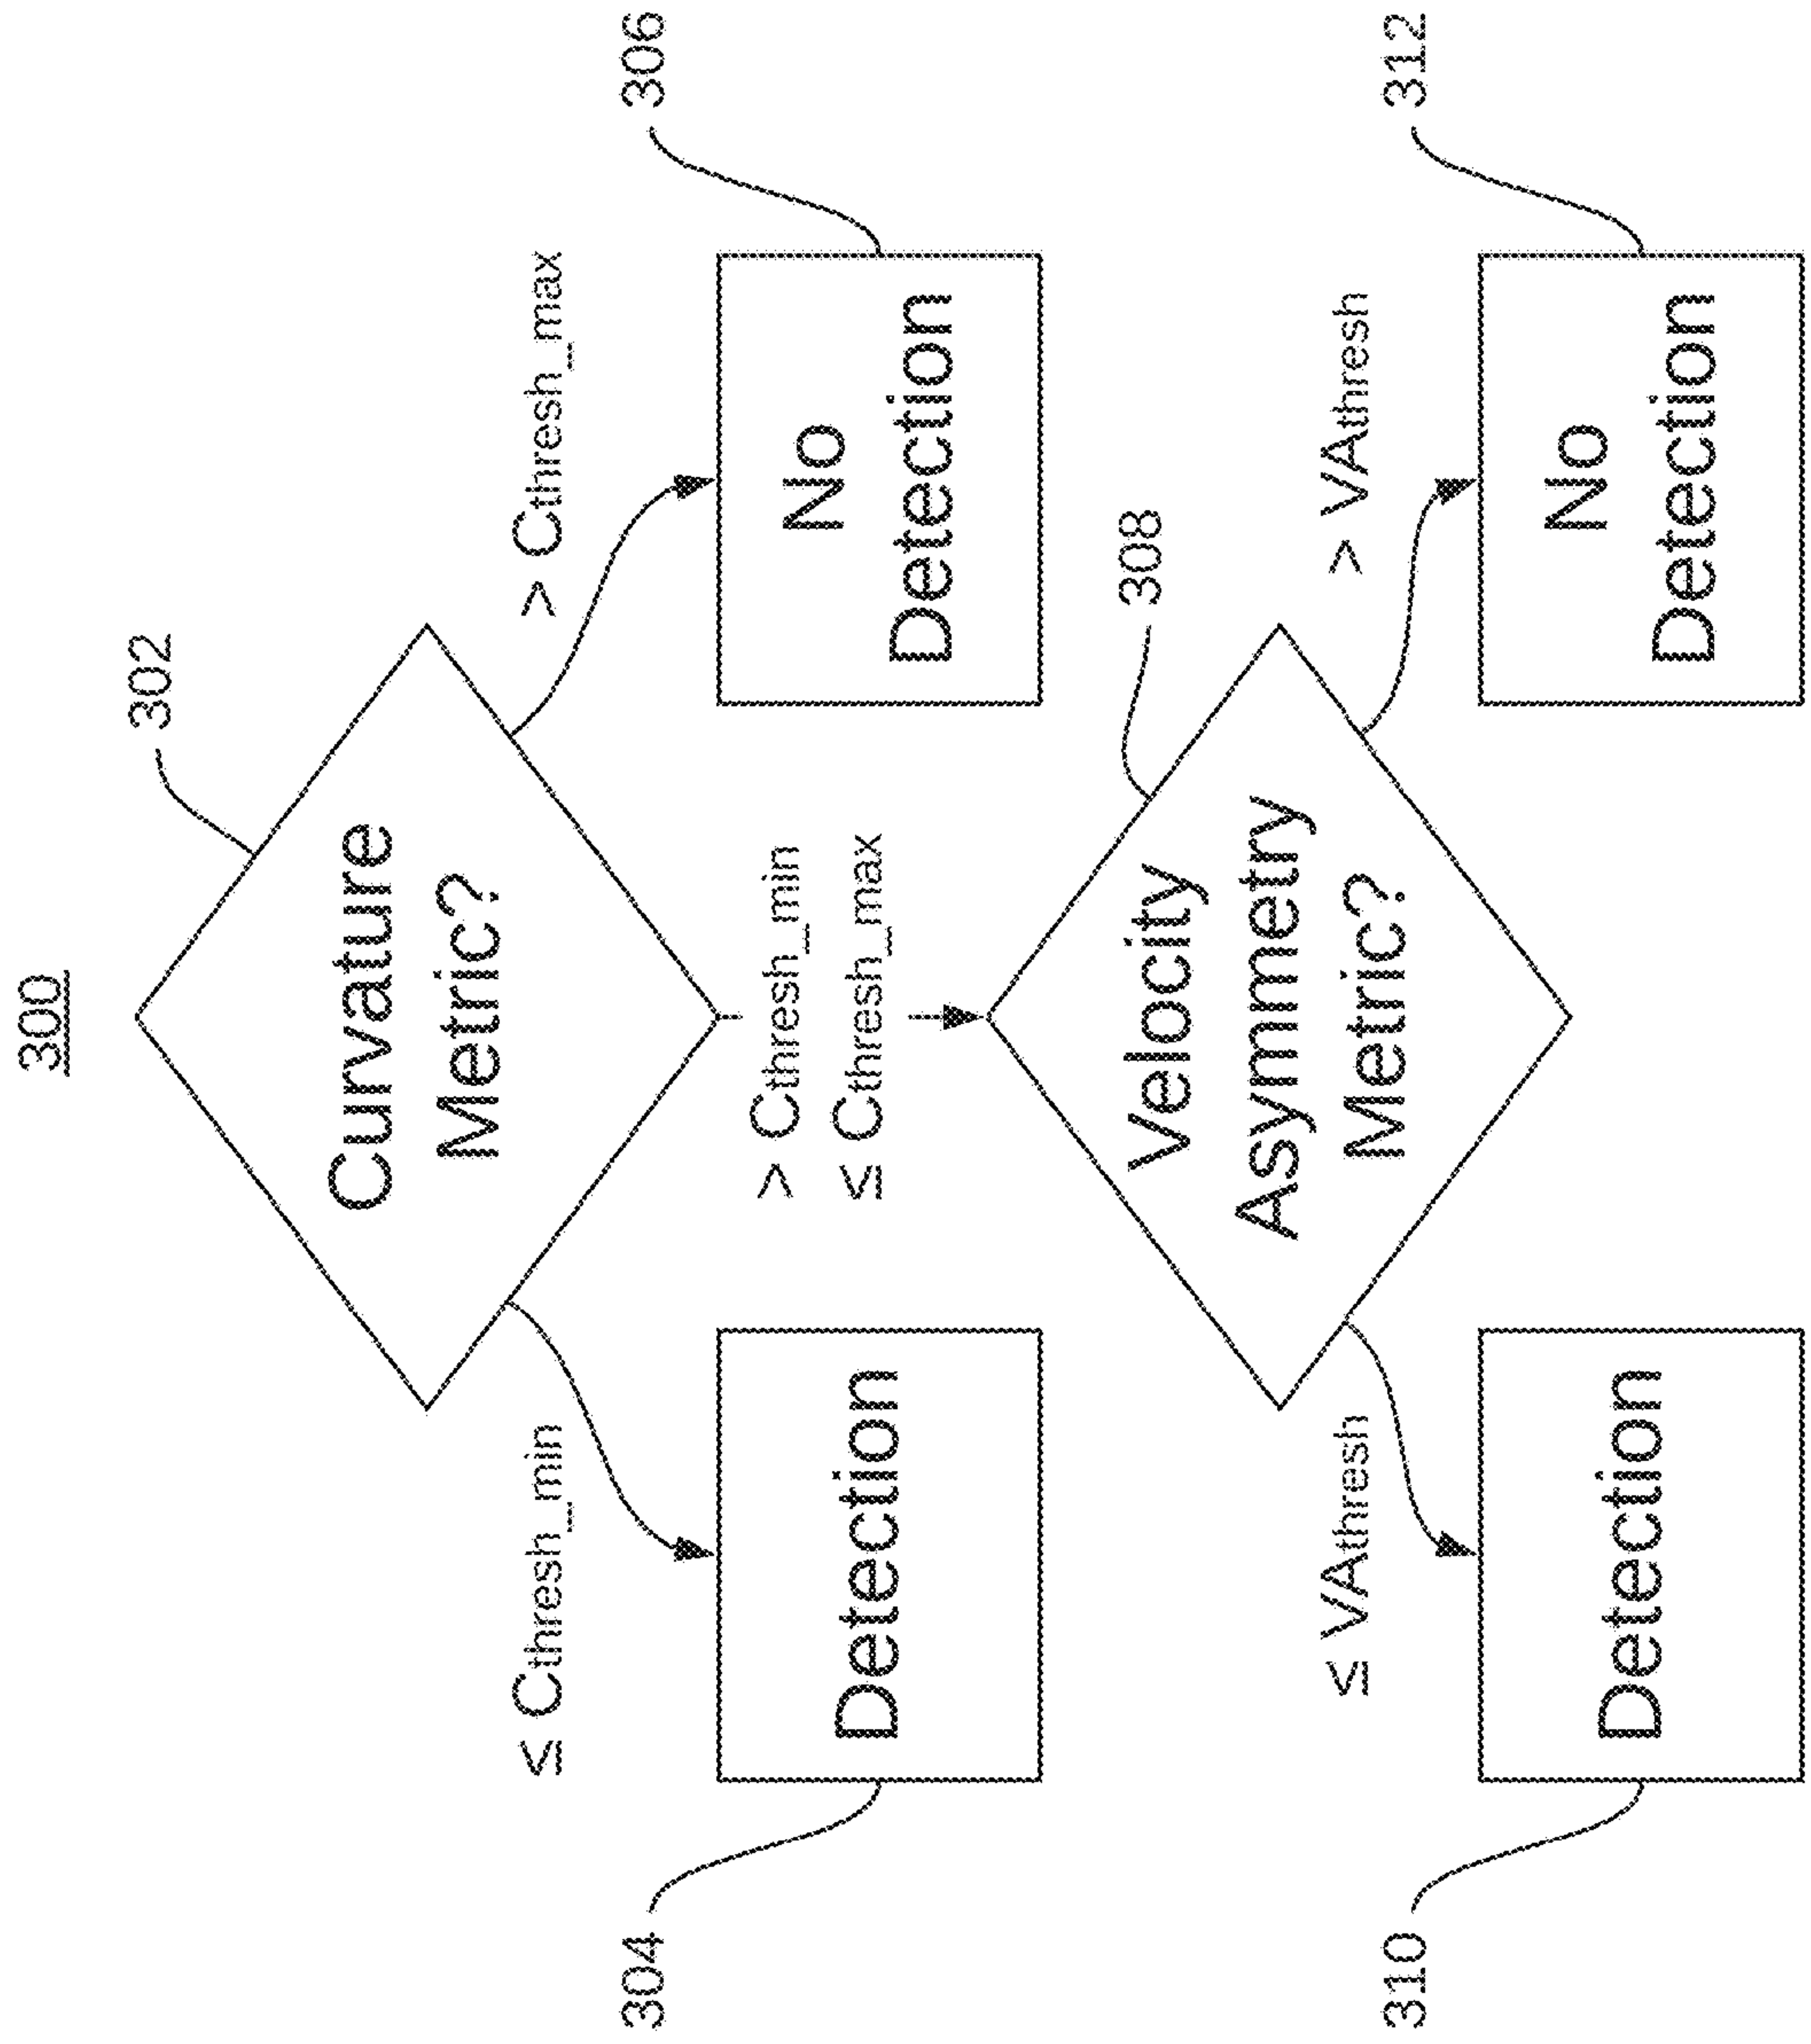 300
302
Curvature
Metric?
≤ Cthresh_min
> Cthresh_max
304
306
Detection
No
Detection
> Cthresh_min
≤ Cthresh_max
308
Velocity
Asymmetry
Metric?
≤ VAthresh
> VAthresh
310
312
Detection
No
Detection